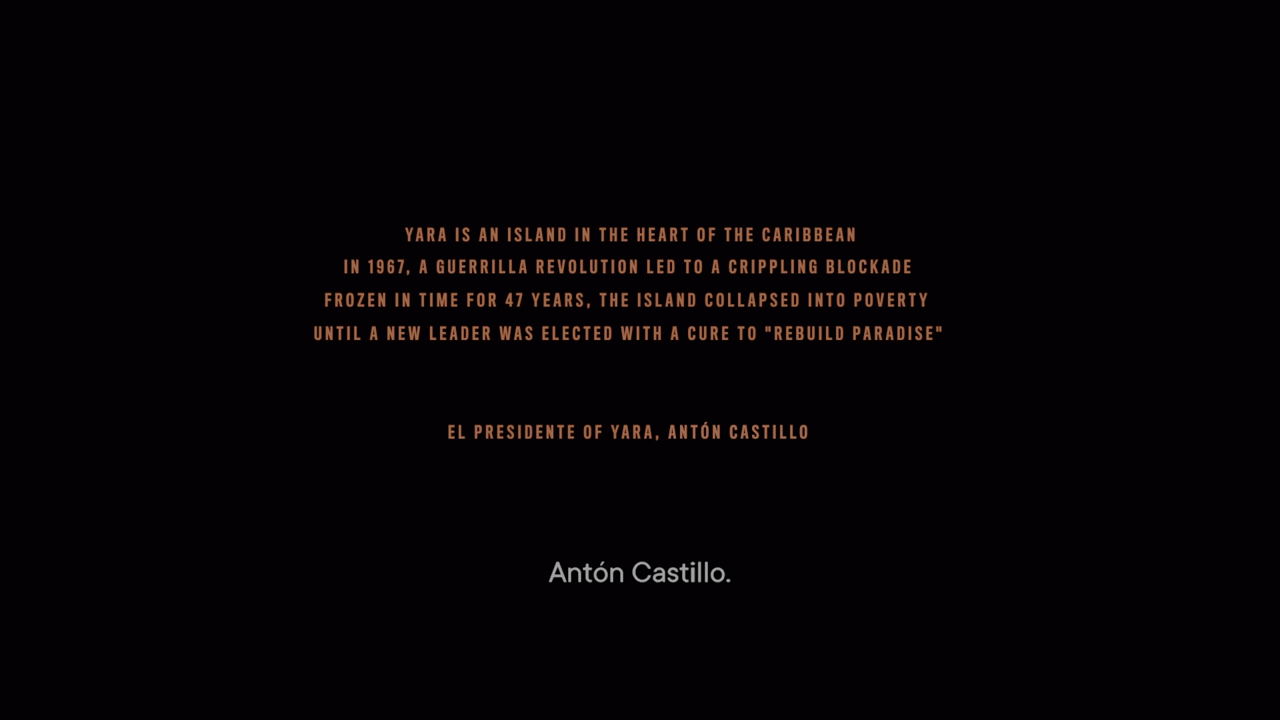 YARA IS AN ISLAND IN THE HEART OF THE CARIBBEAN
IN 1967, A GUERRILLA REVOLUTION LED TO A CRIPPLING BLOCKADE
FROZEN IN TIME FOR 47 YEARS, THE ISLAND COLLAPSED INTO POVERTY
UNTIL A NEW LEADER WAS ELECTED WITH A CURE TO "REBUILD PARADISE"
EL PRESIDENTE OF YARA, ANTÓN CASTILLO
Antón Castillo.